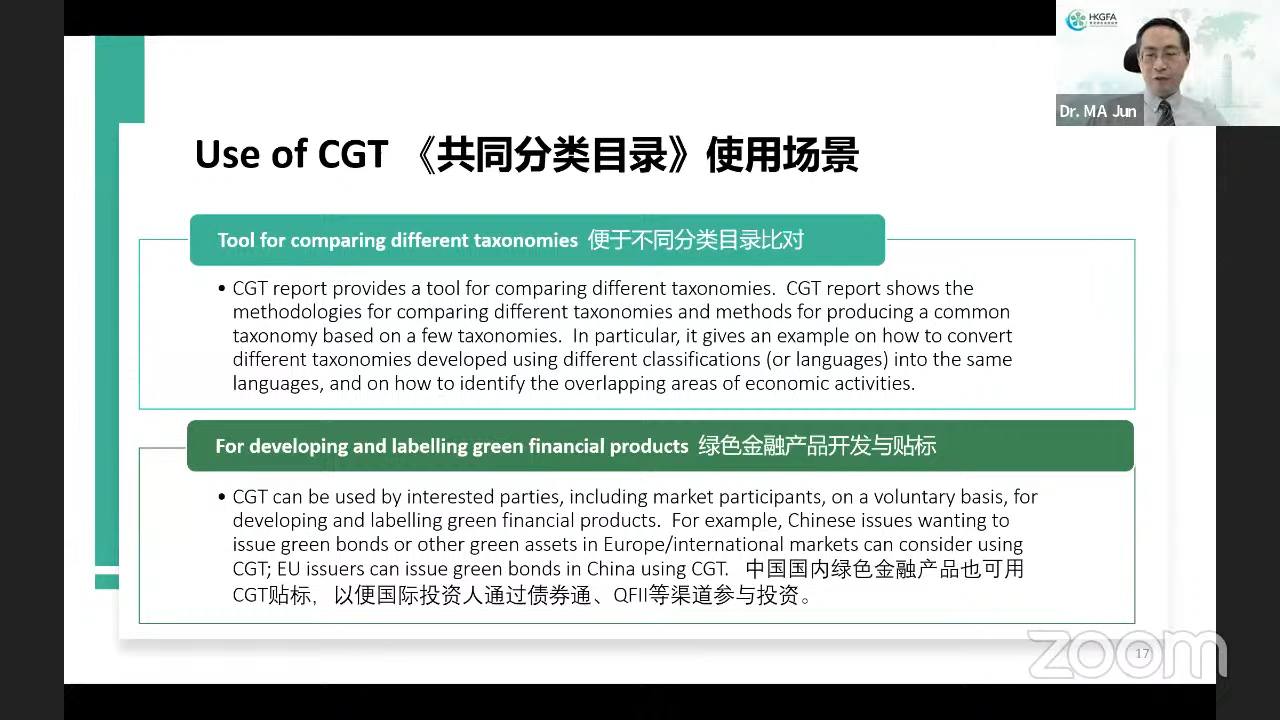 HKGFA
Dr. MA Jun
Use of CGT 《共同分类目录》使用场景
Tool for comparing different taxonomies 便于不同分类目录比对
• CGT report provides a tool for comparing different taxonomies. CGT report shows the
methodologies for comparing different taxonomies and methods for producing a common
taxonomy based on a few taxonomies. In particular, it gives an example on how to convert
different taxonomies developed using different classifications (or languages) into the same
languages, and on how to identify the overlapping areas of economic activities.
For developing and labelling green financial products 绿色金融产品开发与贴标
• CGT can be used by interested parties, including market participants, on a voluntary basis, for
developing and labelling green financial products. For example, Chinese issues wanting to
issue green bonds or other green assets in Europe/international markets can consider using
CGT; EU issuers can issue green bonds in China using CGT. 中国国内绿色金融产品也可用
CGT贴标，以便国际投资人通过债券通、QFII等渠道参与投资。
17
zoom